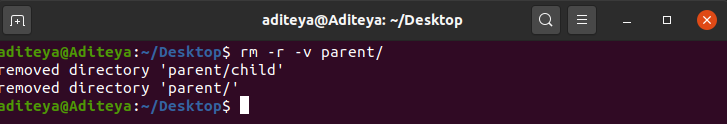 aditeya@Aditeya: ~/Desktop
aditeya@Aditeya:~/Desktop$ rm -r -v parent/
removed directory 'parent/child'
removed directory 'parent/'
aditeya@Aditeya:~/Desktop$